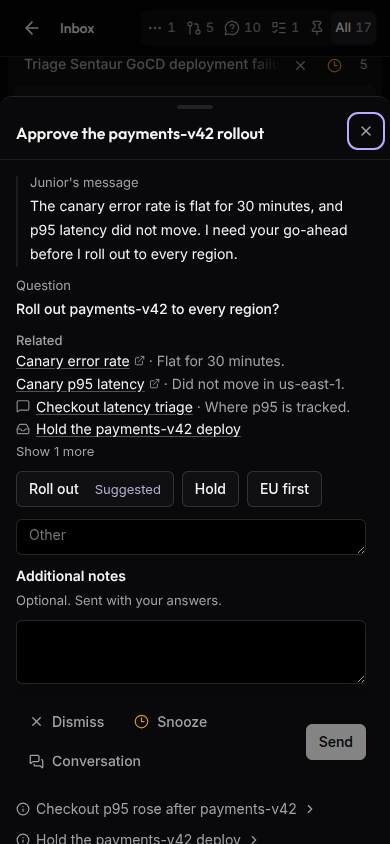 Inbox
1
5
10
1
All 17
Triage Sentaur GoCD deployment
5
Approve the payments-v42 rollout
Junior's message
The canary error rate is flat for 30 minutes, and
p95 latency did not move. I need your go-ahead
before I roll out to every region.
Question
Roll out payments-v42 to every region?
Related
Canary error rate · Flat for 30 minutes.
Canary p95 latency · Did not move in us-east-1.
Checkout latency triage · Where p95 is tracked.
Hold the payments-v42 deploy
Show 1 more
Roll out Suggested
Hold
EU first
Other
Additional notes
Optional. Sent with your answers.
Dismiss
Snooze
Send
Conversation
Checkout p95 rose after payments-v42
Hold the payments-v42 deploy